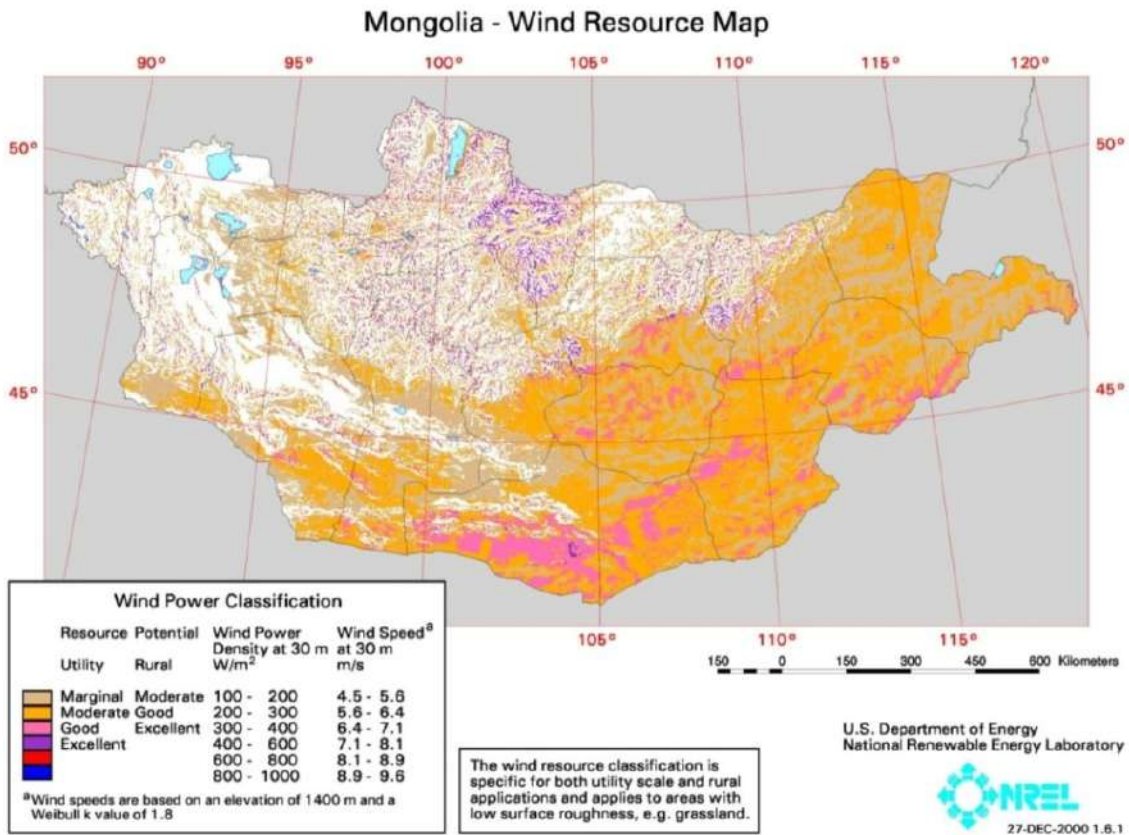 Mongolia - Wind Resource Map
90° 95° 100° 105° 110° 115° 120°
50° 50°
45° 45°
105° 110° 115°
Wind Power Classification
Resource Potential Wind Power Wind Speedᵃ
Density at 30 m at 30 m
Utility Rural W/m² m/s
Marginal Moderate 100 - 200 4.5 - 5.6
Moderate Good 200 - 300 5.6 - 6.4
Good Excellent 300 - 400 6.4 - 7.1
Excellent 400 - 600 7.1 - 8.1
600 - 800 8.1 - 8.9
800 - 1000 8.9 - 9.6
ᵃWind speeds are based on an elevation of 1400 m and a
Weibull k value of 1.8
150 0 150 300 450 600 Kilometers
The wind resource classification is
specific for both utility scale and rural
applications and applies to areas with
low surface roughness, e.g. grassland.
U.S. Department of Energy
National Renewable Energy Laboratory
NREL
27-DEC-2000 1.6.1